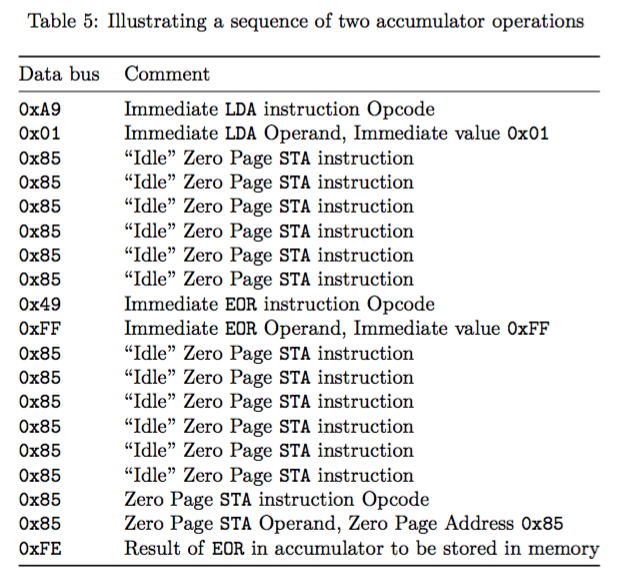 Table 5: Illustrating a sequence of two accumulator operations
Data bus Comment
0xA9 Immediate LDA instruction Opcode
0x01 Immediate LDA Operand, Immediate value 0x01
0x85 “Idle” Zero Page STA instruction
0x85 “Idle” Zero Page STA instruction
0x85 “Idle” Zero Page STA instruction
0x85 “Idle” Zero Page STA instruction
0x85 “Idle” Zero Page STA instruction
0x85 “Idle” Zero Page STA instruction
0x49 Immediate EOR instruction Opcode
0xFF Immediate EOR Operand, Immediate value 0xFF
0x85 “Idle” Zero Page STA instruction
0x85 “Idle” Zero Page STA instruction
0x85 “Idle” Zero Page STA instruction
0x85 “Idle” Zero Page STA instruction
0x85 “Idle” Zero Page STA instruction
0x85 “Idle” Zero Page STA instruction
0x85 Zero Page STA instruction Opcode
0x85 Zero Page STA Operand, Zero Page Address 0x85
0xFE Result of EOR in accumulator to be stored in memory